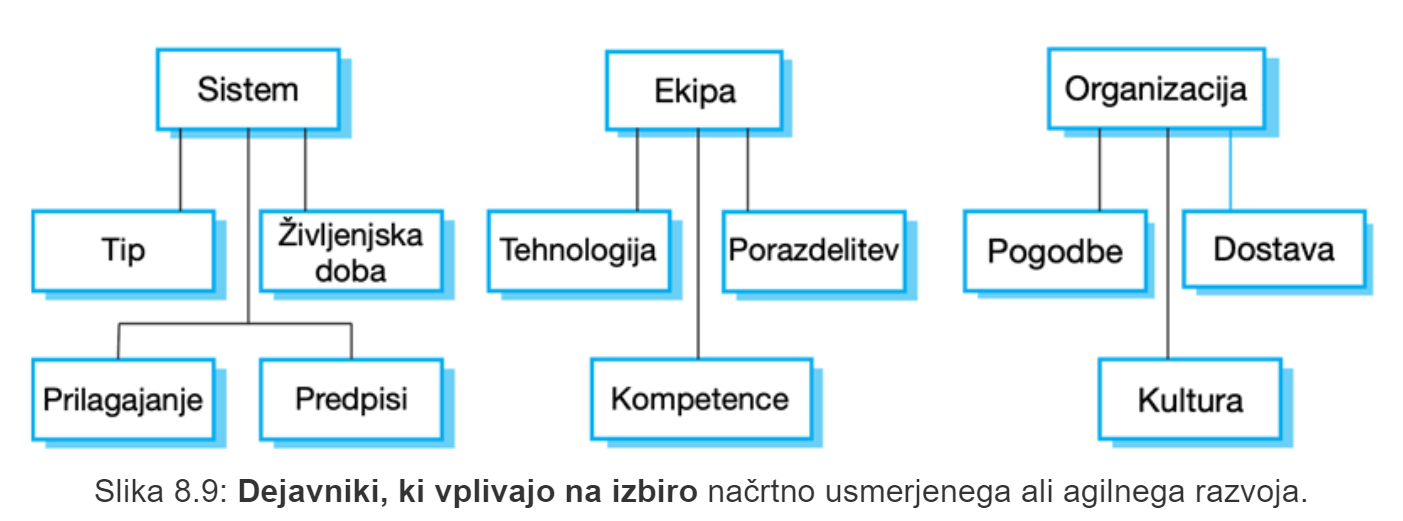 Sistem
Ekipa
Organizacija
Tip
Življenjska
doba
Tehnologija
Porazdelitev
Pogodbe
Dostava
Prilagajanje
Predpisi
Kompetence
Kultura
Slika 8.9: Dejavniki, ki vplivajo na izbiro načrtno usmerjenega ali agilnega razvoja.